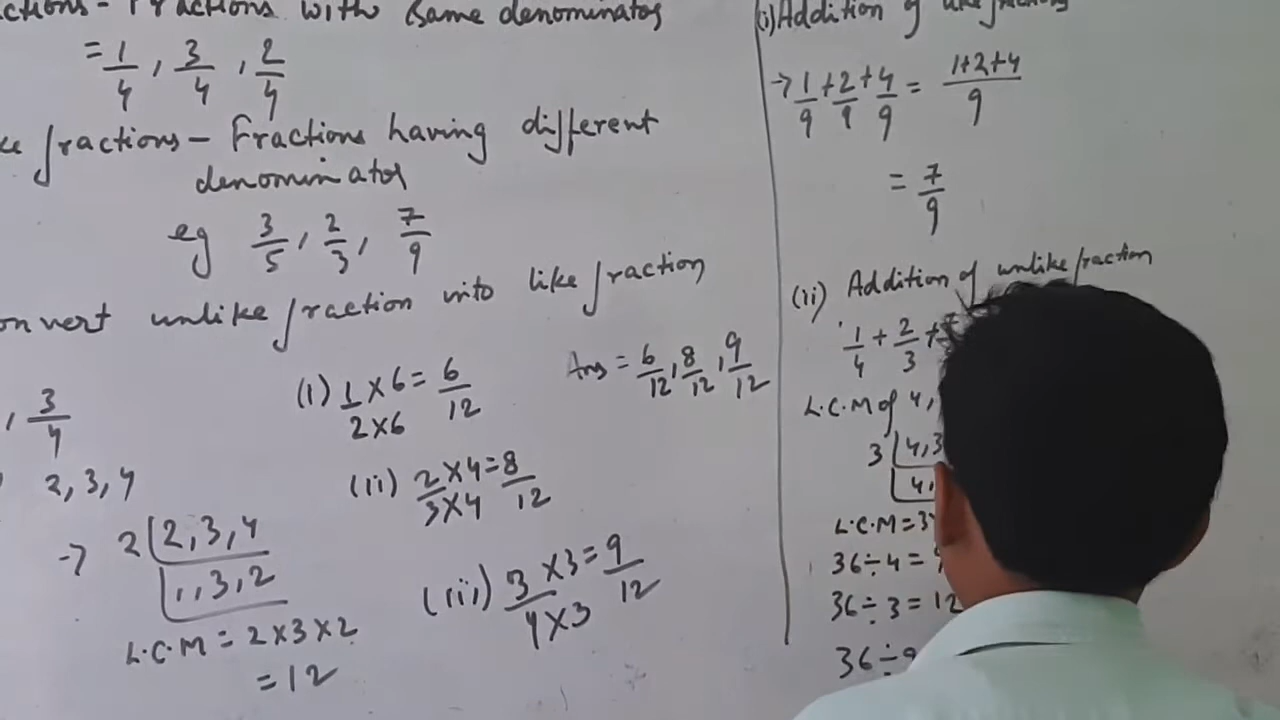 Fractions with same denominator
= 1/4, 3/4, 2/4
fractions - Fractions having different
denominator
eg 3/5, 2/3, 7/9
unlike fraction into like fraction
, 3/4
2, 3, 4
→ 2 | 2, 3, 4
1, 3, 2
L.C.M = 2×3×2
= 12
(i) 1×6/2×6 = 6/12
(ii) 2×4/3×4 = 8/12
(iii) 3×3/4×3 = 9/12
Ans = 6/12, 8/12, 9/12
(i) Addition of like fractions
→ 1/9 + 2/9 + 4/9 = 1+2+4/9
= 7/9
(ii) Addition of unlike fraction
1/4 + 2/3 +
L.C.M of 4,
3 | 4, 3
4,
L.C.M = 3×
36÷4 =
36÷3 = 12
36÷9